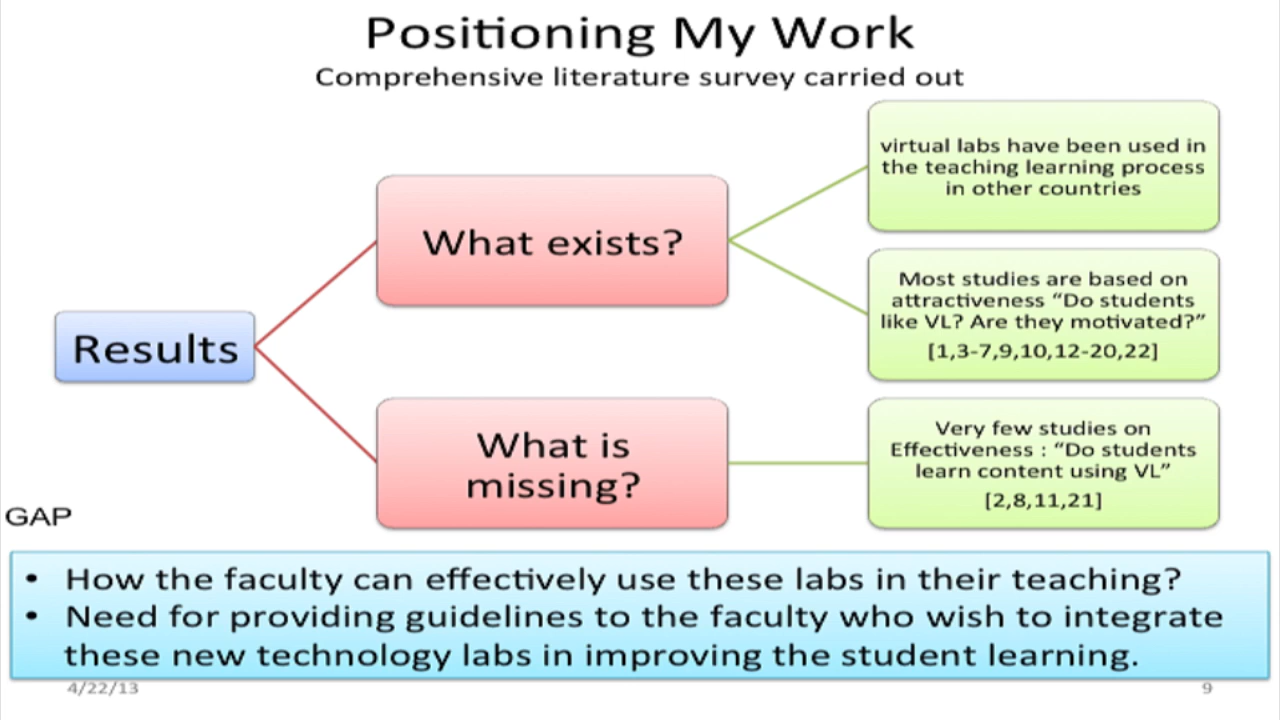 Positioning My Work
Comprehensive literature survey carried out
virtual labs have been used in
the teaching learning process
in other countries
What exists?
Most studies are based on
attractiveness “Do students
like VL? Are they motivated?”
[1,3-7,9,10,12-20,22]
Results
What is
missing?
Very few studies on
Effectiveness : “Do students
learn content using VL”
[2,8,11,21]
GAP
• How the faculty can effectively use these labs in their teaching?
• Need for providing guidelines to the faculty who wish to integrate
these new technology labs in improving the student learning.
4/22/13
9